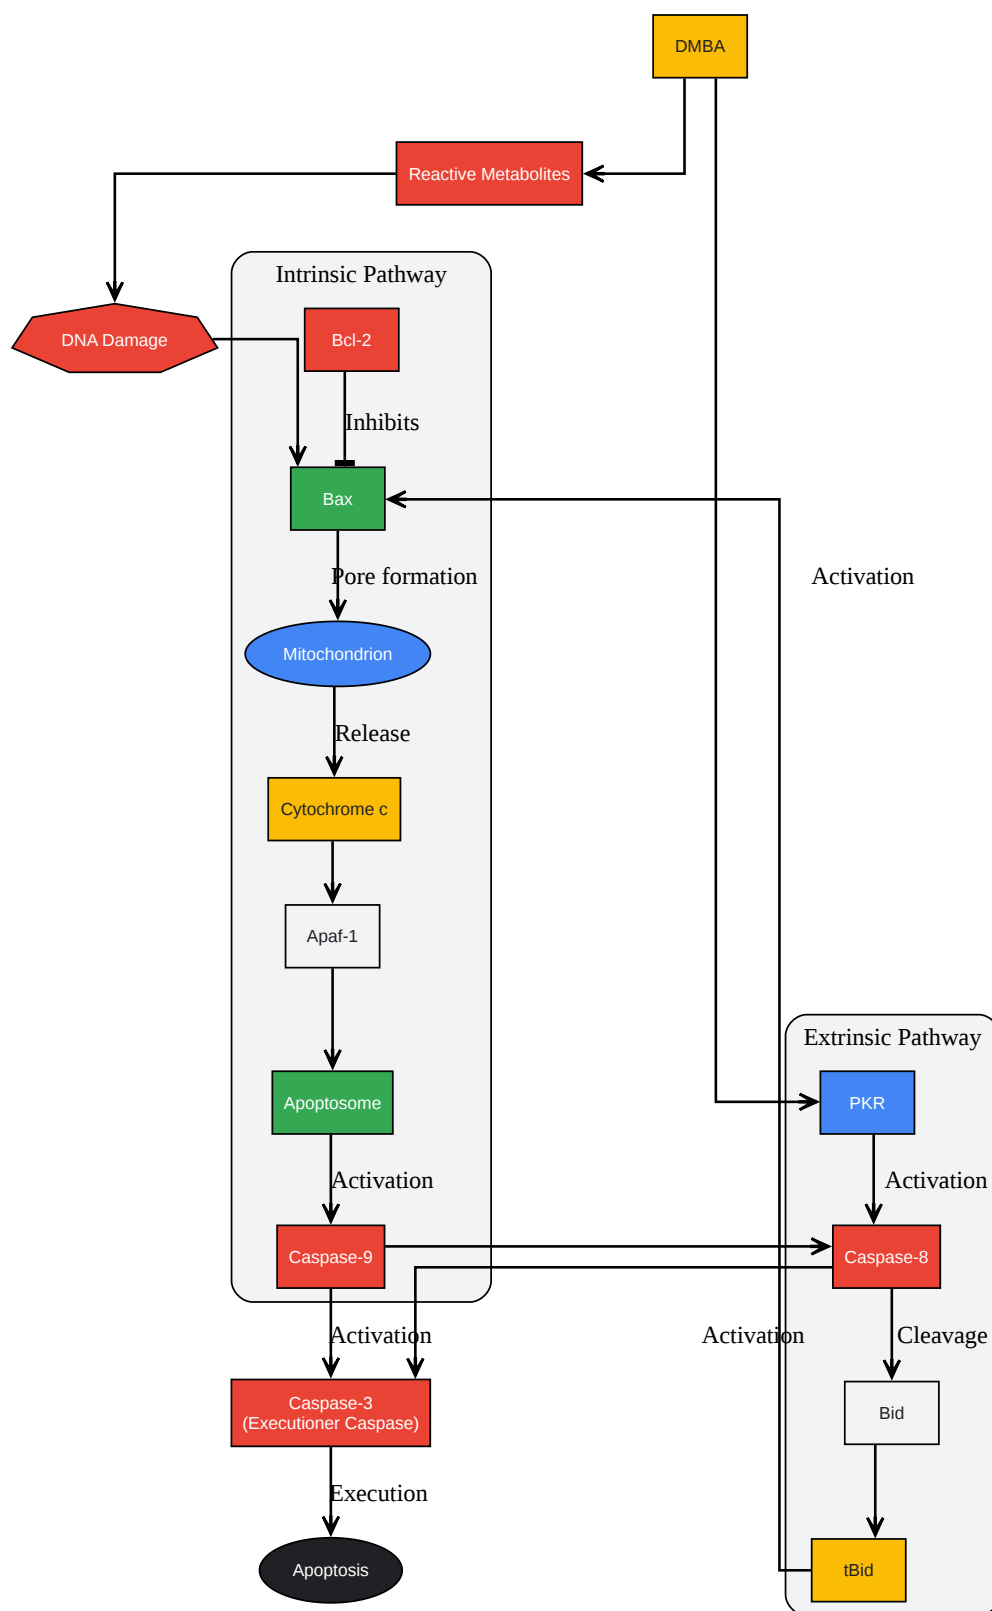 DMBA
Reactive Metabolites
Intrinsic Pathway
DNA Damage
Bcl-2
Inhibits
Bax
Pore formation
Activation
Mitochondrion
Release
Cytochrome c
Apaf-1
Extrinsic Pathway
Apoptosome
PKR
Activation
Activation
Caspase-9
Caspase-8
Activation
Activation
Cleavage
Caspase-3
(Executioner Caspase)
Bid
Execution
Apoptosis
tBid